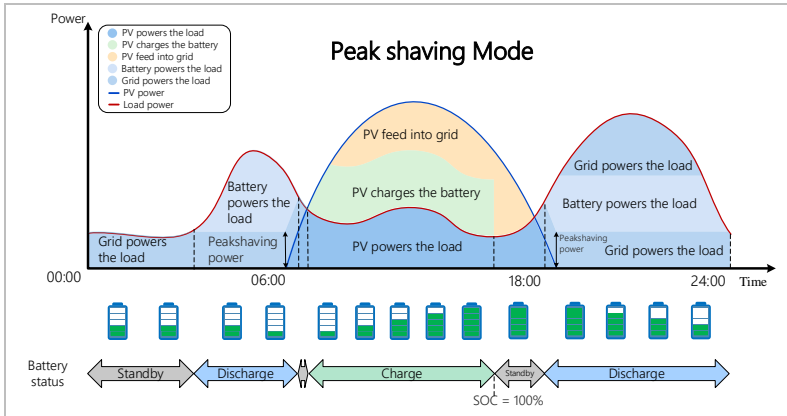 Power
Peak shaving Mode
PV powers the load
PV charges the battery
PV feed into grid
Battery powers the load
Grid powers the load
PV power
Load power
PV feed into grid
Grid powers the load
Battery
powers the
load
PV charges the battery
Battery powers the load
Grid powers
the load
Peakshaving
power
PV powers the load
Peakshaving
power
Grid powers the load
00:00
06:00
18:00
24:00
Time
Battery
status
Standby
Discharge
Charge
Standby
Discharge
SOC = 100%